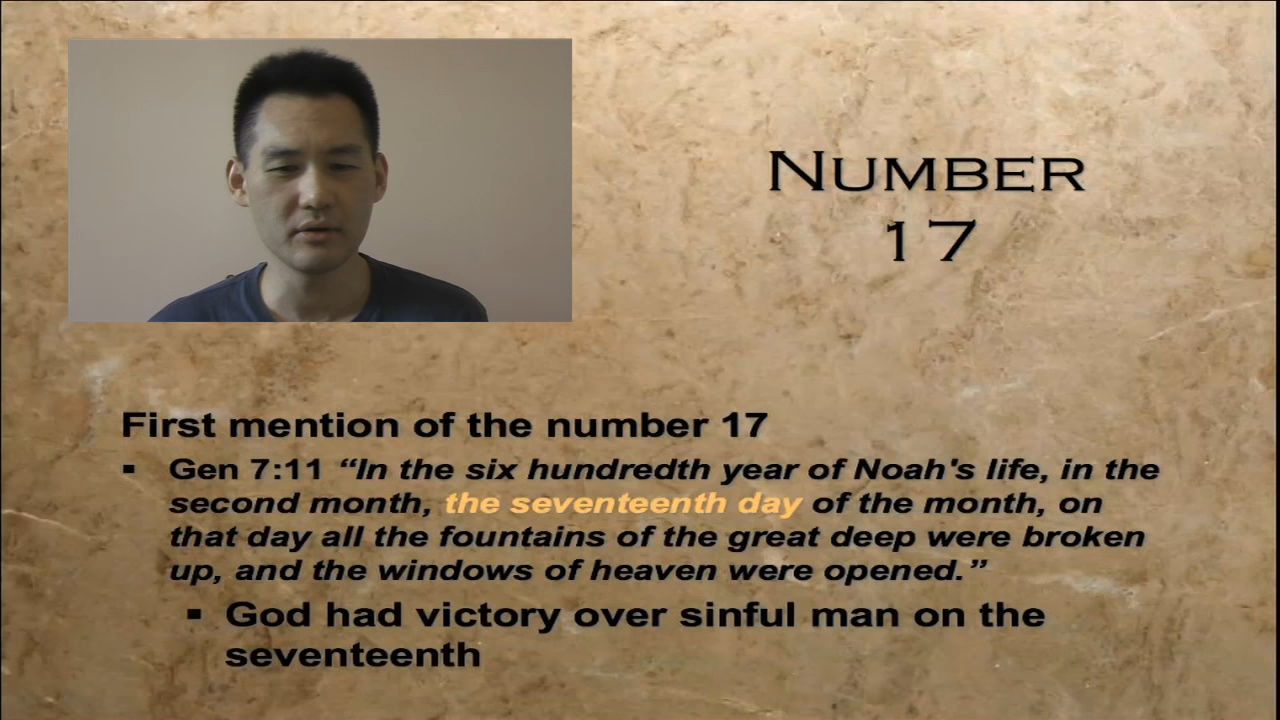 NUMBER
17
First mention of the number 17
▪ Gen 7:11 “In the six hundredth year of Noah's life, in the
second month, the seventeenth day of the month, on
that day all the fountains of the great deep were broken
up, and the windows of heaven were opened.”
▪ God had victory over sinful man on the
seventeenth